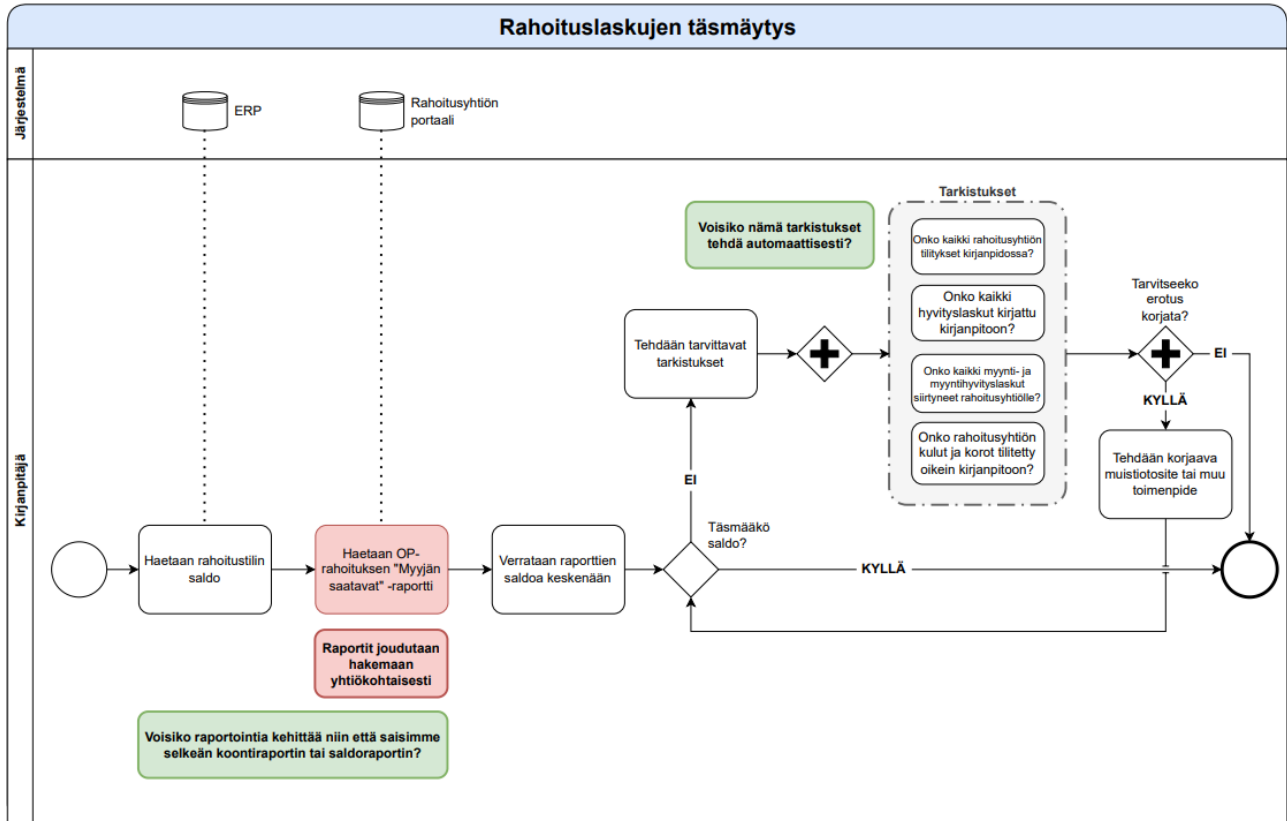 Rahoituslaskujen täsmäytys
Järjestelmä
ERP
Rahoitusyhtiön
portaali
Kirjanpitäjä
Tarkistukset
Voisiko nämä tarkistukset
tehdä automaattisesti?
Onko kaikki rahoitusyhtiön
tilitykset kirjanpidossa?
Onko kaikki
hyvityslaskut kirjattu
kirjanpitoon?
Onko kaikki myynti- ja
myyntihyvityslaskut
siirtyneet rahoitusyhtiölle?
Onko rahoitusyhtiön
kulut ja korot tilitetty
oikein kirjanpitoon?
Tarvitseeko
erotus
korjata?
EI
KYLLÄ
Tehdään tarvittavat
tarkistukset
Tehdään korjaava
muistiotosite tai muu
toimenpide
EI
Täsmääkö
saldo?
KYLLÄ
Haetaan rahoitustilin
saldo
Haetaan OP-
rahoituksen "Myyjän
saatavat" -raportti
Verrataan raporttien
saldoa keskenään
Raportit joudutaan
hakemaan
yhtiökohtaisesti
Voisiko raportointia kehittää niin että saisimme
selkeän koontiraportin tai saldoraportin?